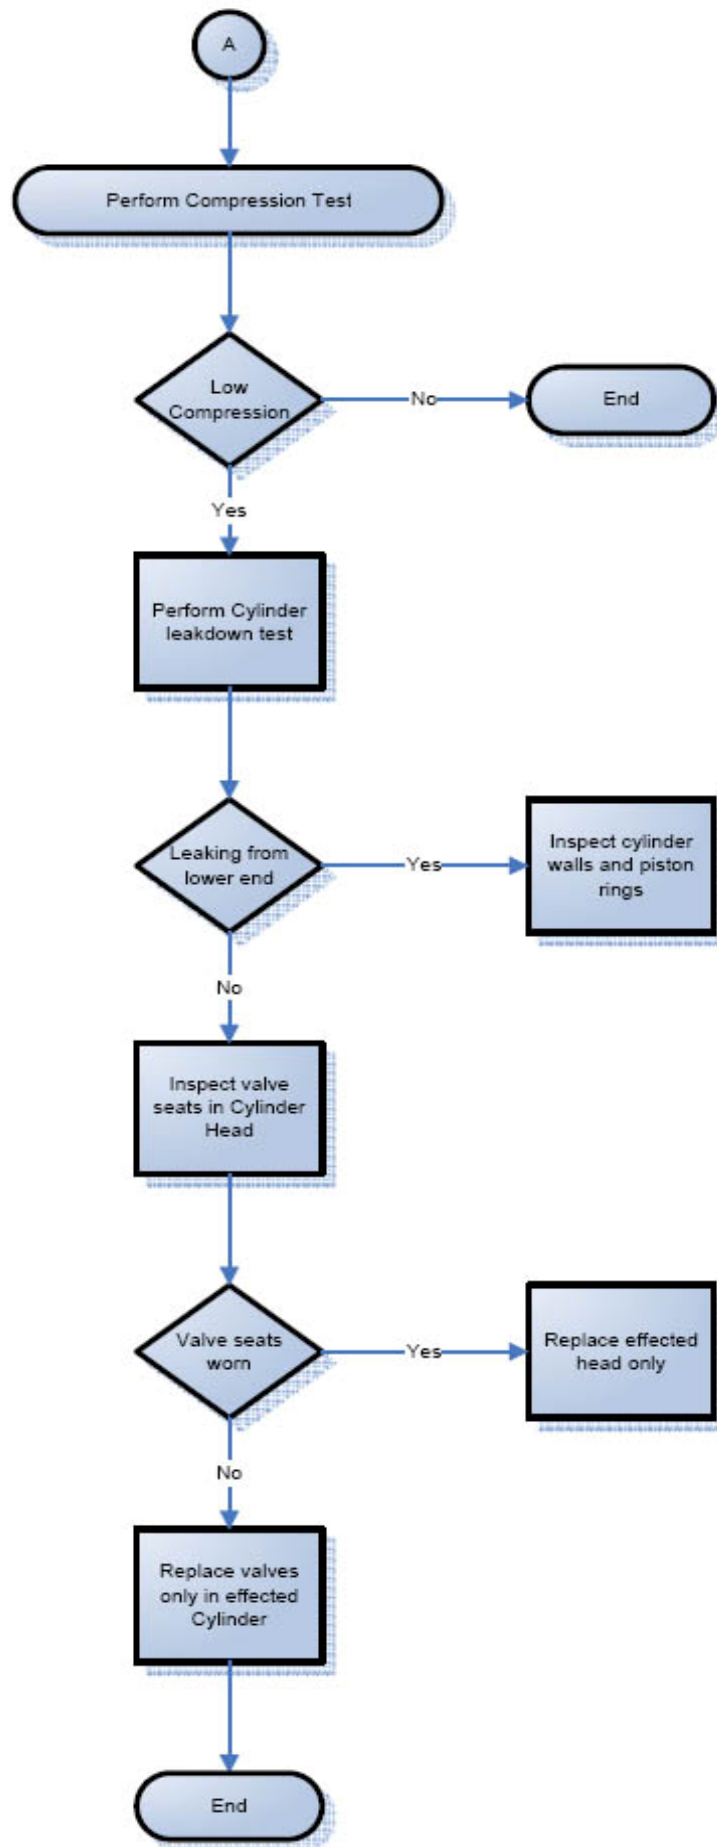 A
Perform Compression Test
Low
Compression
No
End
Yes
Perform Cylinder
leakdown test
Leaking from
lower end
Yes
Inspect cylinder
walls and piston
rings
No
Inspect valve
seats in Cylinder
Head
Valve seats
worn
Yes
Replace effected
head only
No
Replace valves
only in effected
Cylinder
End